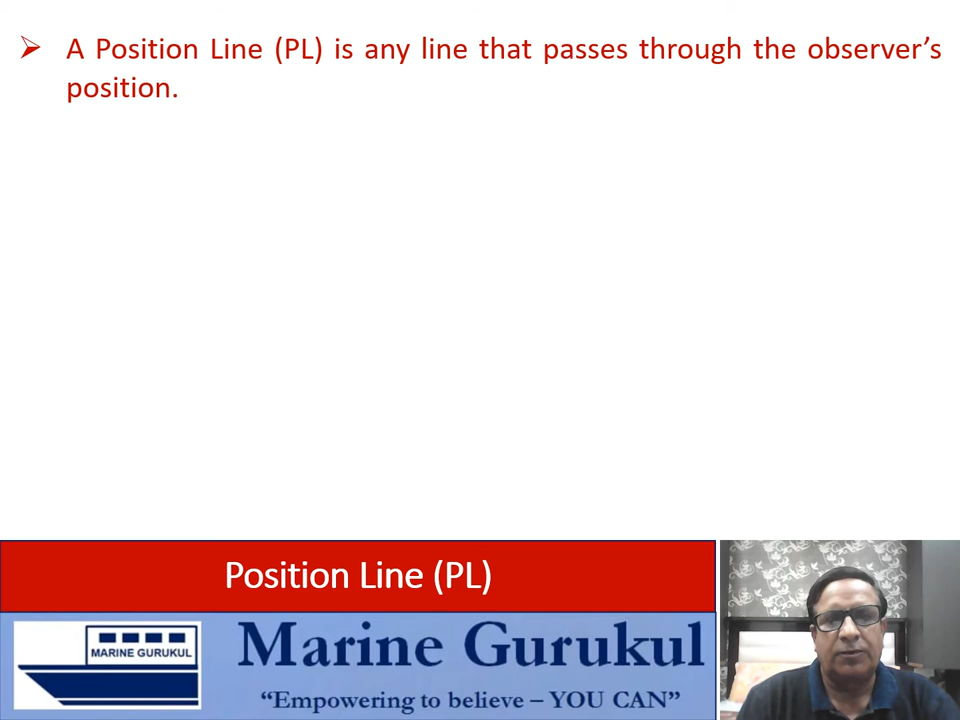 ➢ A Position Line (PL) is any line that passes through the observer’s
position.
Position Line (PL)
MARINE GURUKUL
Marine Gurukul
“Empowering to believe – YOU CAN”